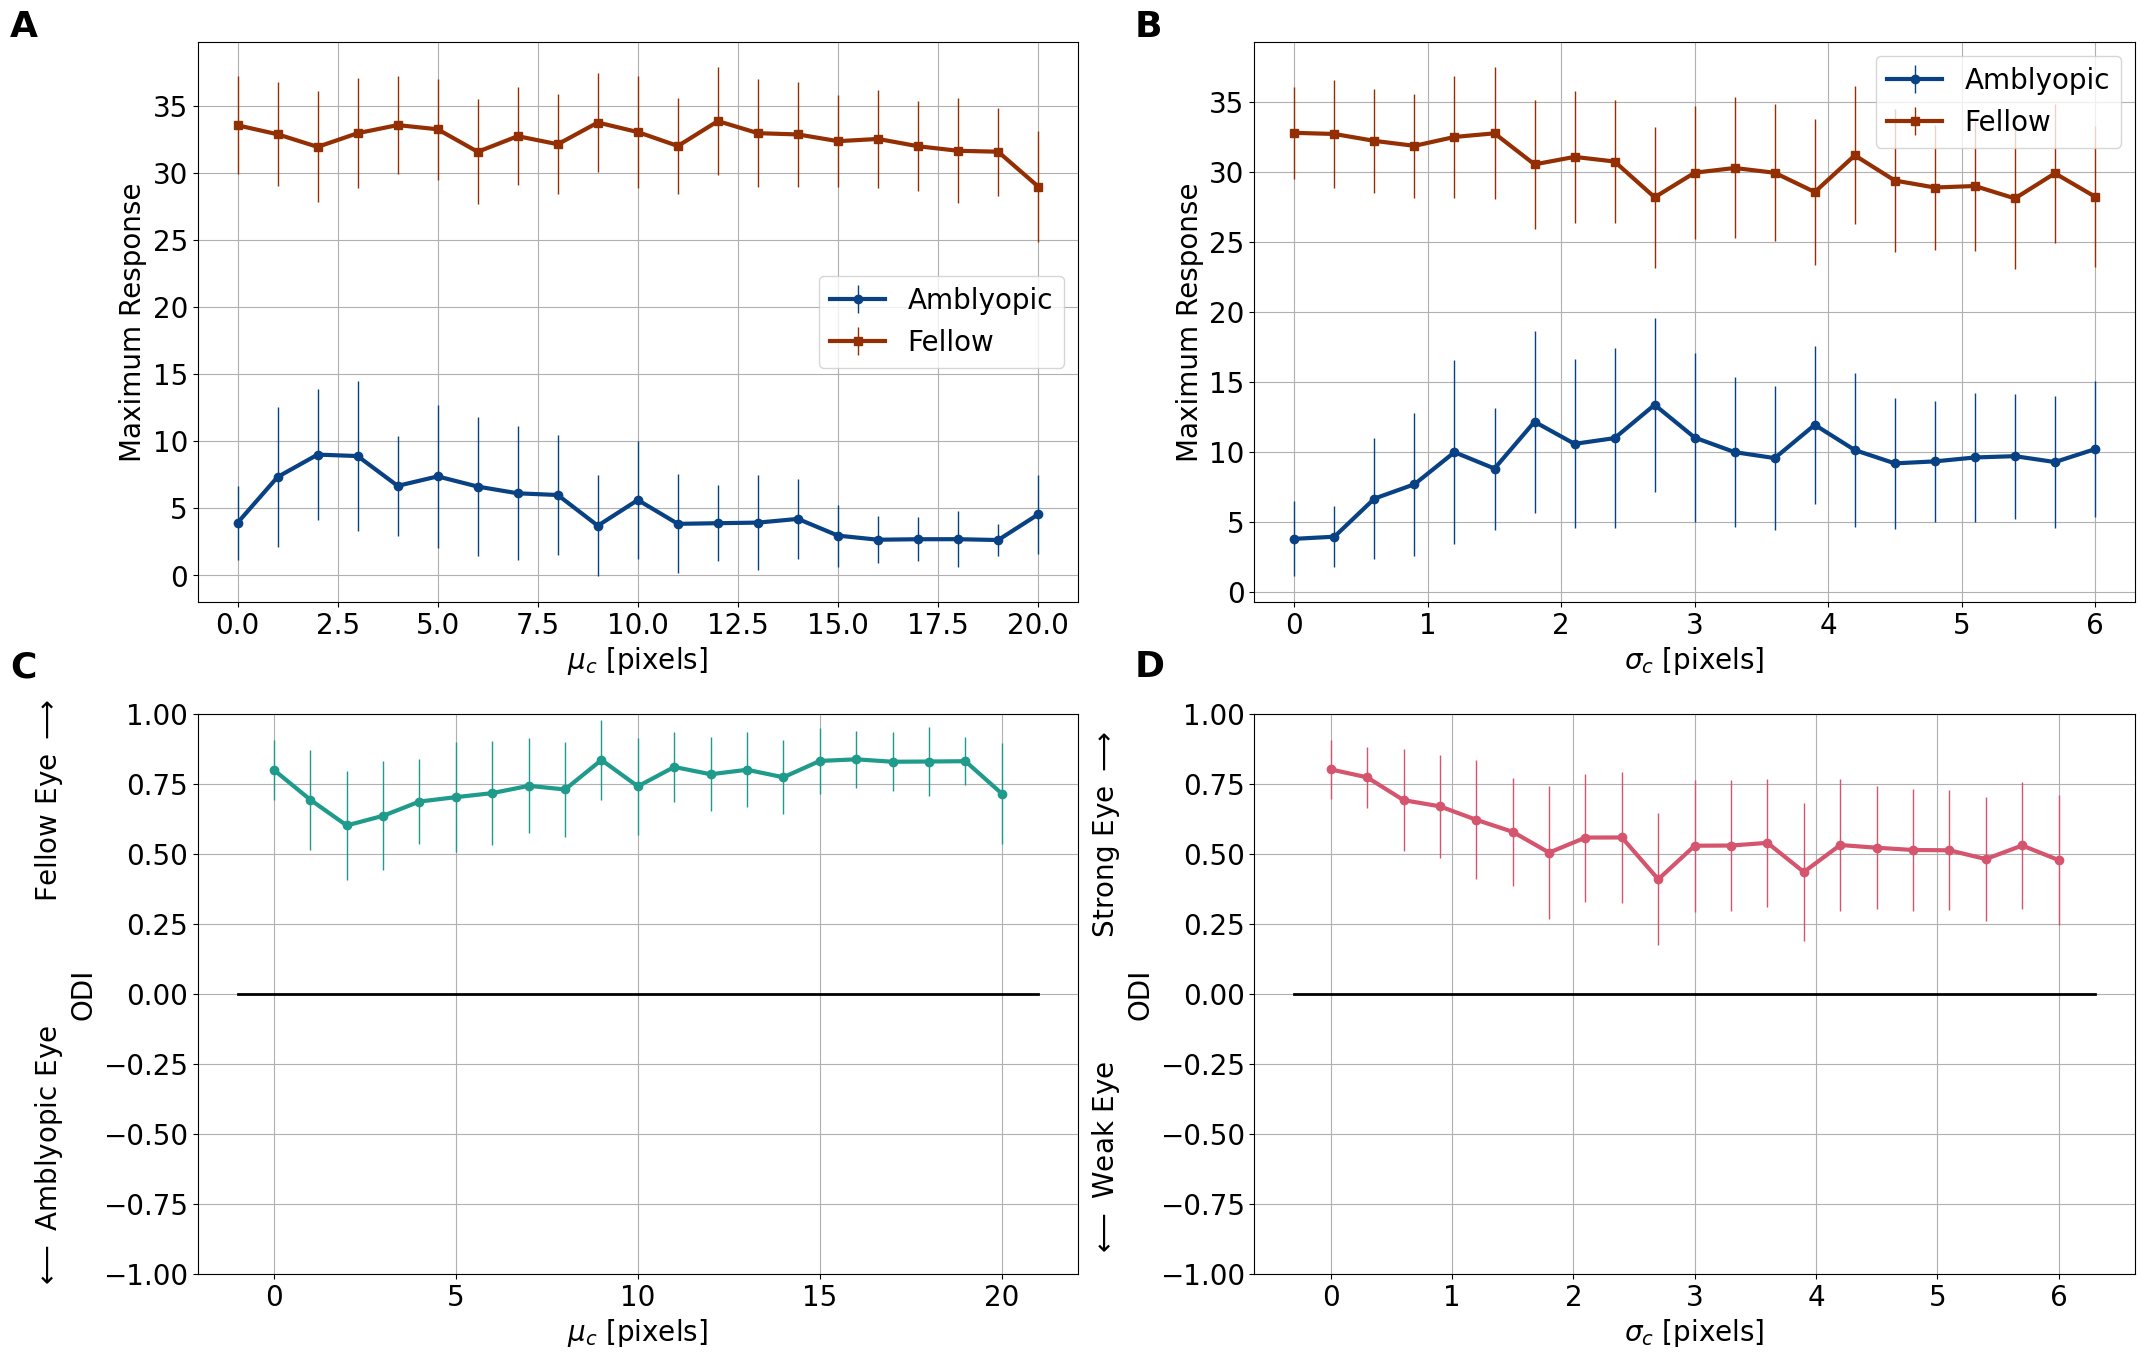 A
Maximum Response
35
30
25
20
15
10
5
0
Amblyopic
Fellow
0.0 2.5 5.0 7.5 10.0 12.5 15.0 17.5 20.0
μc [pixels]
B
Maximum Response
35
30
25
20
15
10
5
0
Amblyopic
Fellow
0 1 2 3 4 5 6
σc [pixels]
C
← Amblyopic Eye Fellow Eye →
ODI
1.00
0.75
0.50
0.25
0.00
−0.25
−0.50
−0.75
−1.00
0 5 10 15 20
μc [pixels]
D
← Weak Eye Strong Eye →
ODI
1.00
0.75
0.50
0.25
0.00
−0.25
−0.50
−0.75
−1.00
0 1 2 3 4 5 6
σc [pixels]